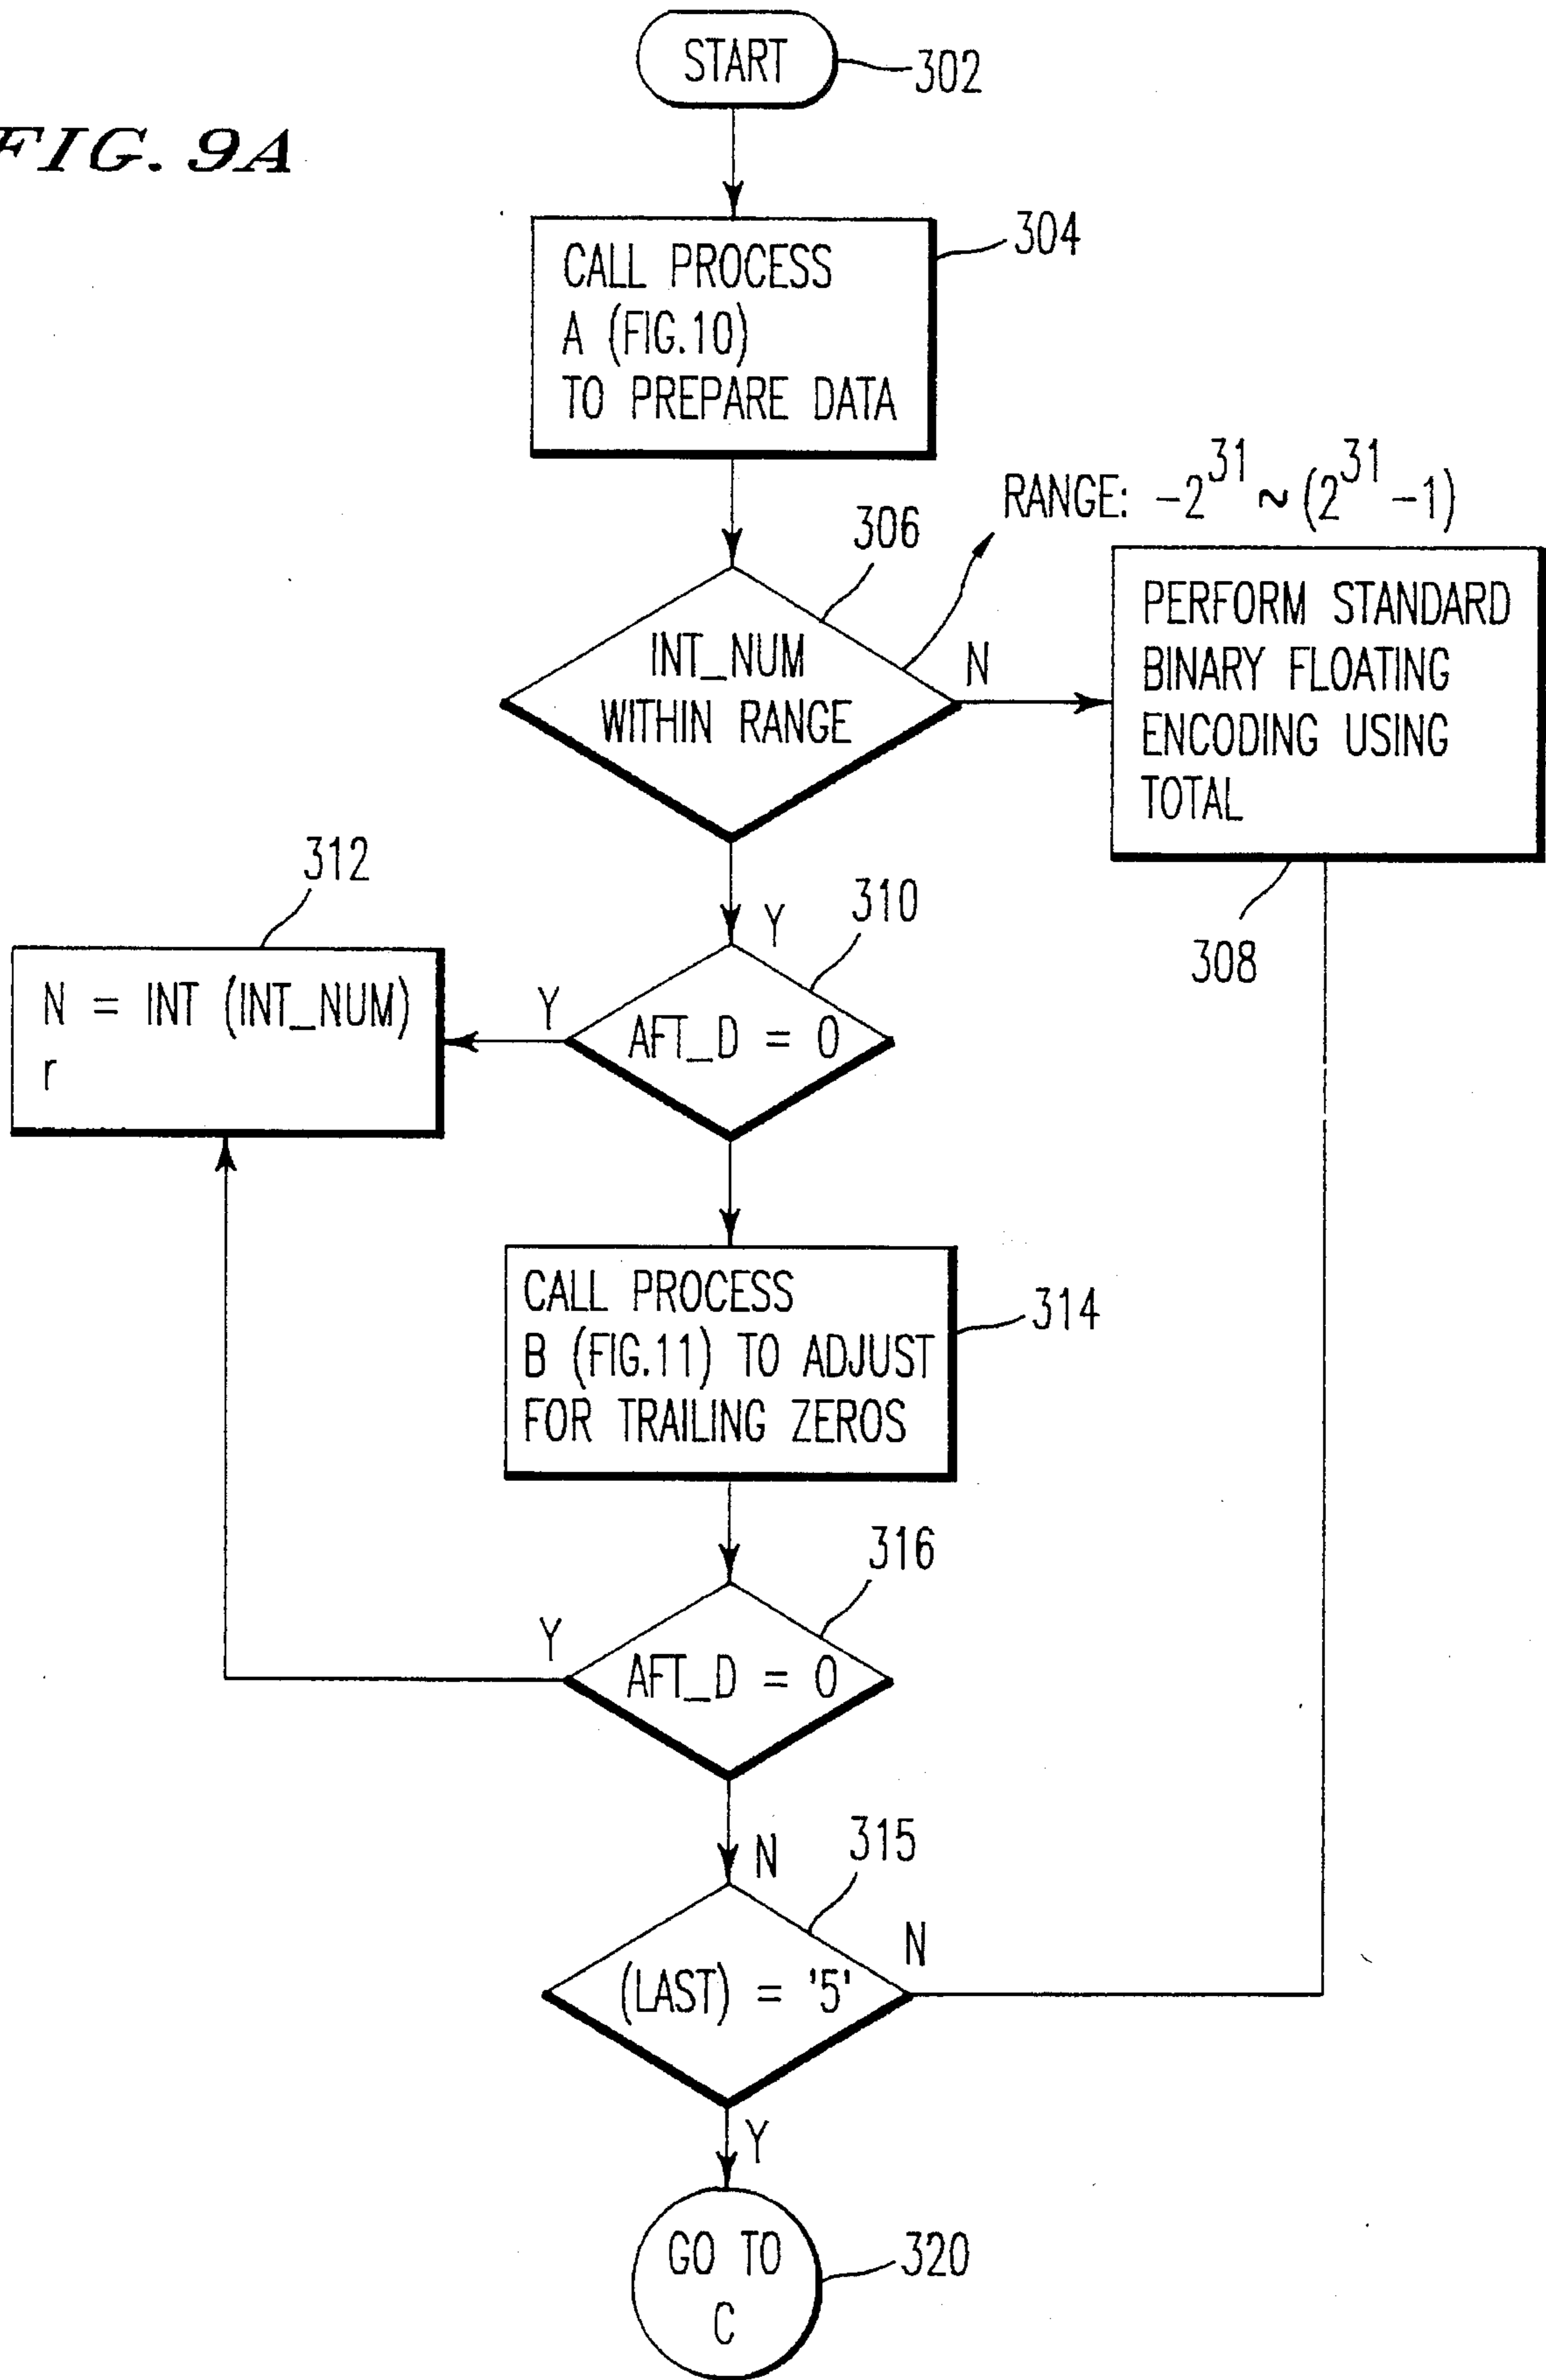 START
302
FIG. 9A
304
CALL PROCESS
A (FIG.10)
TO PREPARE DATA
RANGE: -2^31 ~ (2^31 -1)
306
INT_NUM
WITHIN RANGE
N
PERFORM STANDARD
BINARY FLOATING
ENCODING USING
TOTAL
308
312
310
Y
N = INT (INT_NUM)
r
Y
AFT_D = 0
CALL PROCESS
B (FIG.11) TO ADJUST
FOR TRAILING ZEROS
314
316
Y
AFT_D = 0
N
315
(LAST) = '5'
N
Y
GO TO
C
320